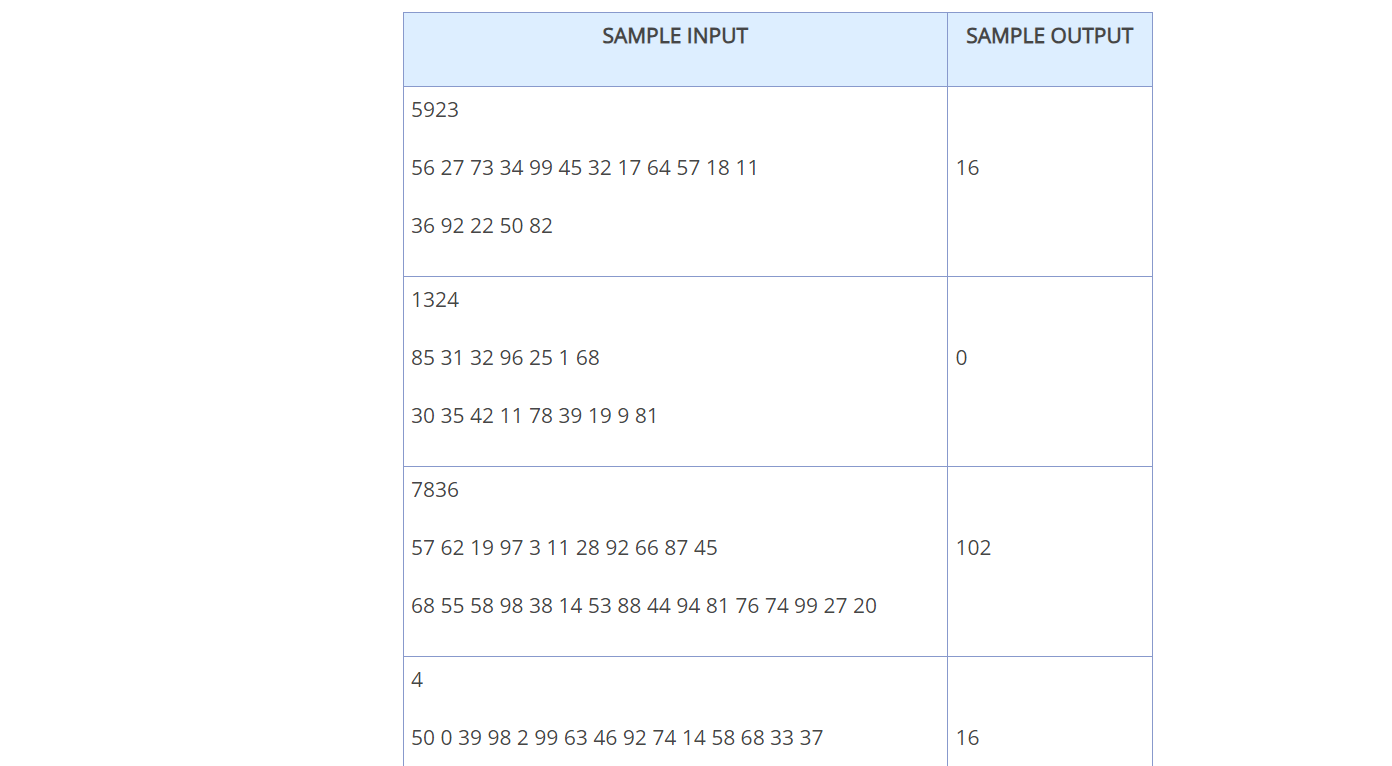 SAMPLE INPUT
SAMPLE OUTPUT
5923
56 27 73 34 99 45 32 17 64 57 18 11
36 92 22 50 82
16
1324
85 31 32 96 25 1 68
30 35 42 11 78 39 19 9 81
0
7836
57 62 19 97 3 11 28 92 66 87 45
68 55 58 98 38 14 53 88 44 94 81 76 74 99 27 20
102
4
50 0 39 98 2 99 63 46 92 74 14 58 68 33 37
16